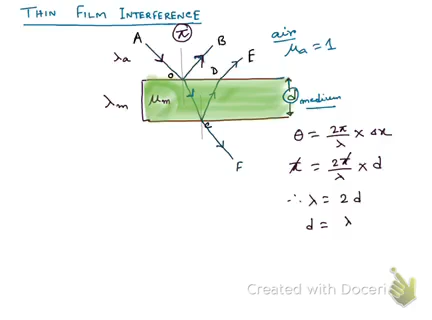 THIN FILM INTERFERENCE
π
A
B
E
air
μa = 1
λa
O
D
λm
μm
d
medium
C
F
θ = 2π/λ × Δx
π = 2π/λ × d
∴ λ = 2d
d = λ
Created with Doceri